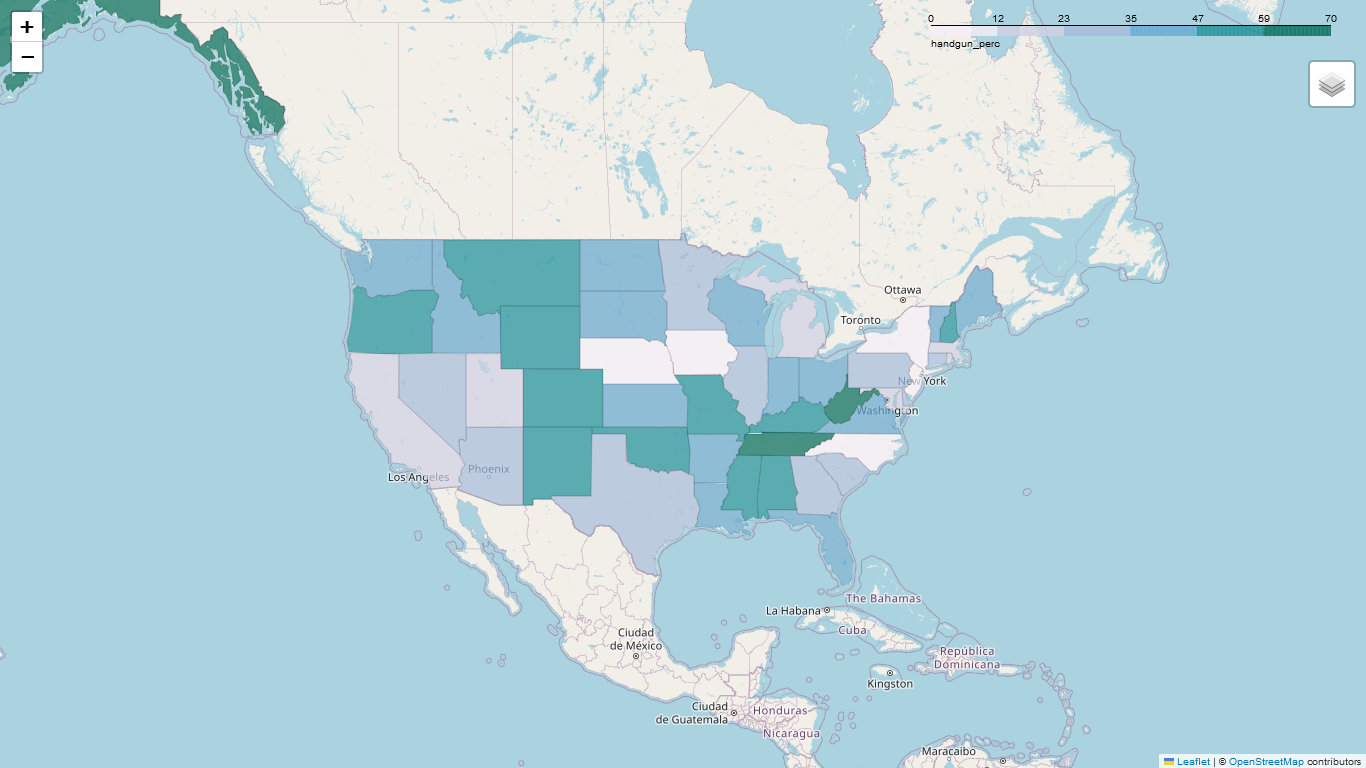 +
−
0 12 23 35 47 59 70
handgun_perc
Ottawa
Toronto
New York
Washington
Phoenix
Los Angeles
The Bahamas
La Habana
Cuba
Ciudad
de México
República
Dominicana
Kingston
Ciudad
de Guatemala
Honduras
Nicaragua
Maracaibo
Leaflet | © OpenStreetMap contributors